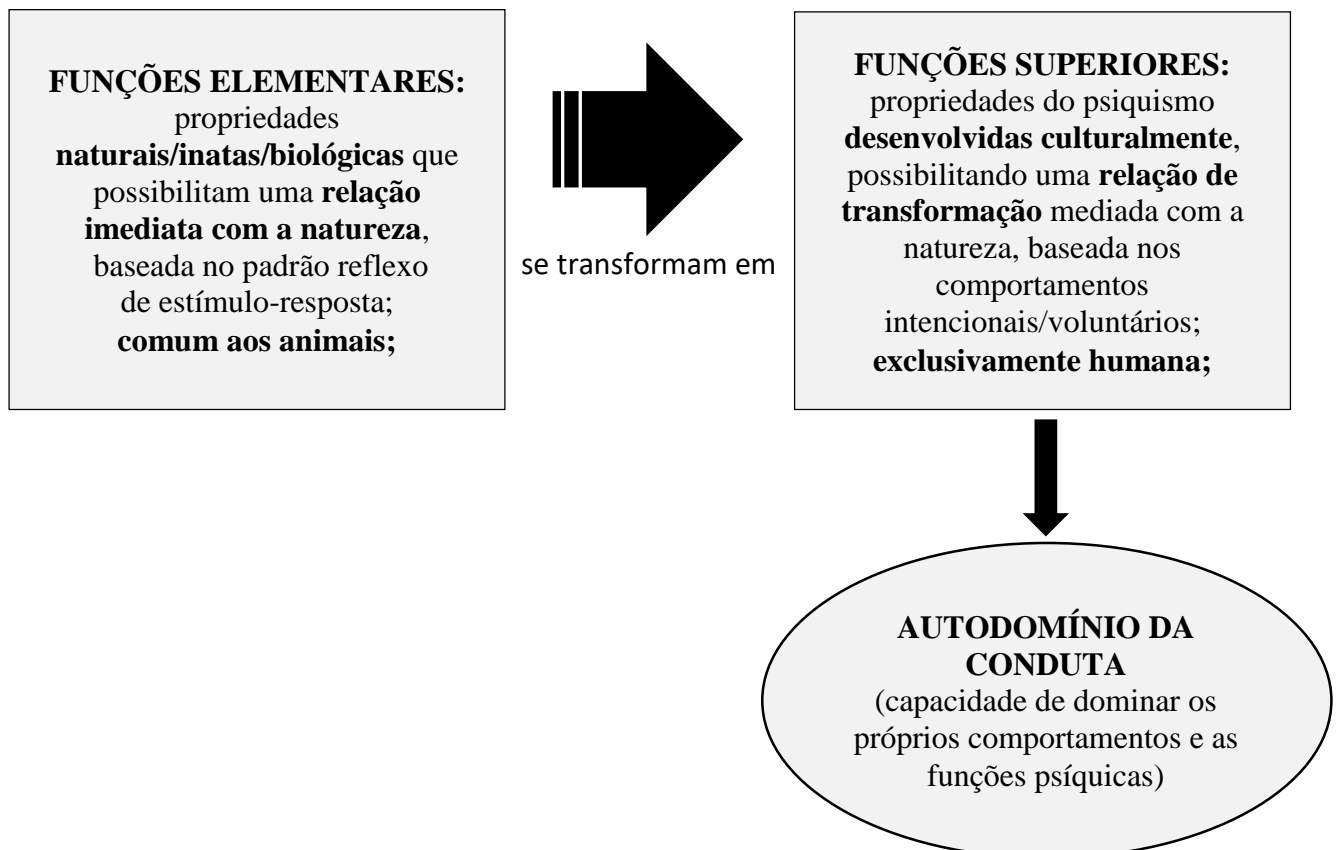 FUNÇÕES ELEMENTARES:
propriedades
naturais/inatas/biológicas que
possibilitam uma relação
imediata com a natureza,
baseada no padrão reflexo
de estímulo-resposta;
comum aos animais;
se transformam em
FUNÇÕES SUPERIORES:
propriedades do psiquismo
desenvolvidas culturalmente,
possibilitando uma relação de
transformação mediada com a
natureza, baseada nos
comportamentos
intencionais/voluntários;
exclusivamente humana;
AUTODOMÍNIO DA
CONDUTA
(capacidade de dominar os
próprios comportamentos e as
funções psíquicas)